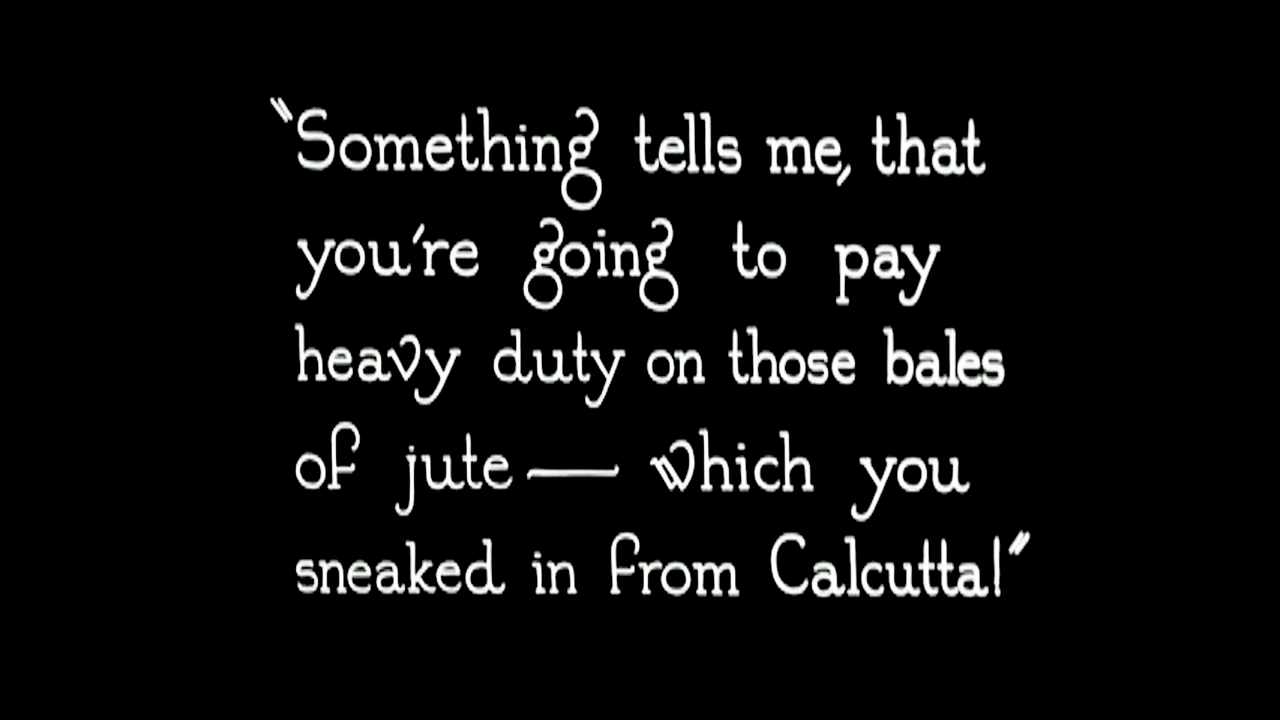 "Something tells me, that
you're going to pay
heavy duty on those bales
of jute — which you
sneaked in from Calcutta!"